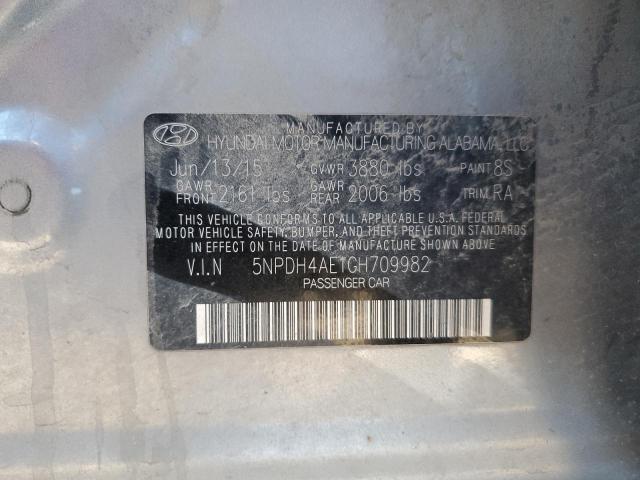 MANUFACTURED BY
HYUNDAI MOTOR MANUFACTURING ALABAMA, LLC
Jun/13/15 GVWR 3880 lbs PAINT 8S
GAWR FRONT 2161 lbs GAWR REAR 2006 lbs TRIM RA
THIS VEHICLE CONFORMS TO ALL APPLICABLE U.S.A. FEDERAL
MOTOR VEHICLE SAFETY, BUMPER, AND THEFT PREVENTION STANDARDS
IN EFFECT ON THE DATE OF MANUFACTURE SHOWN ABOVE
V.I.N 5NPDH4AE1GH709982
PASSENGER CAR